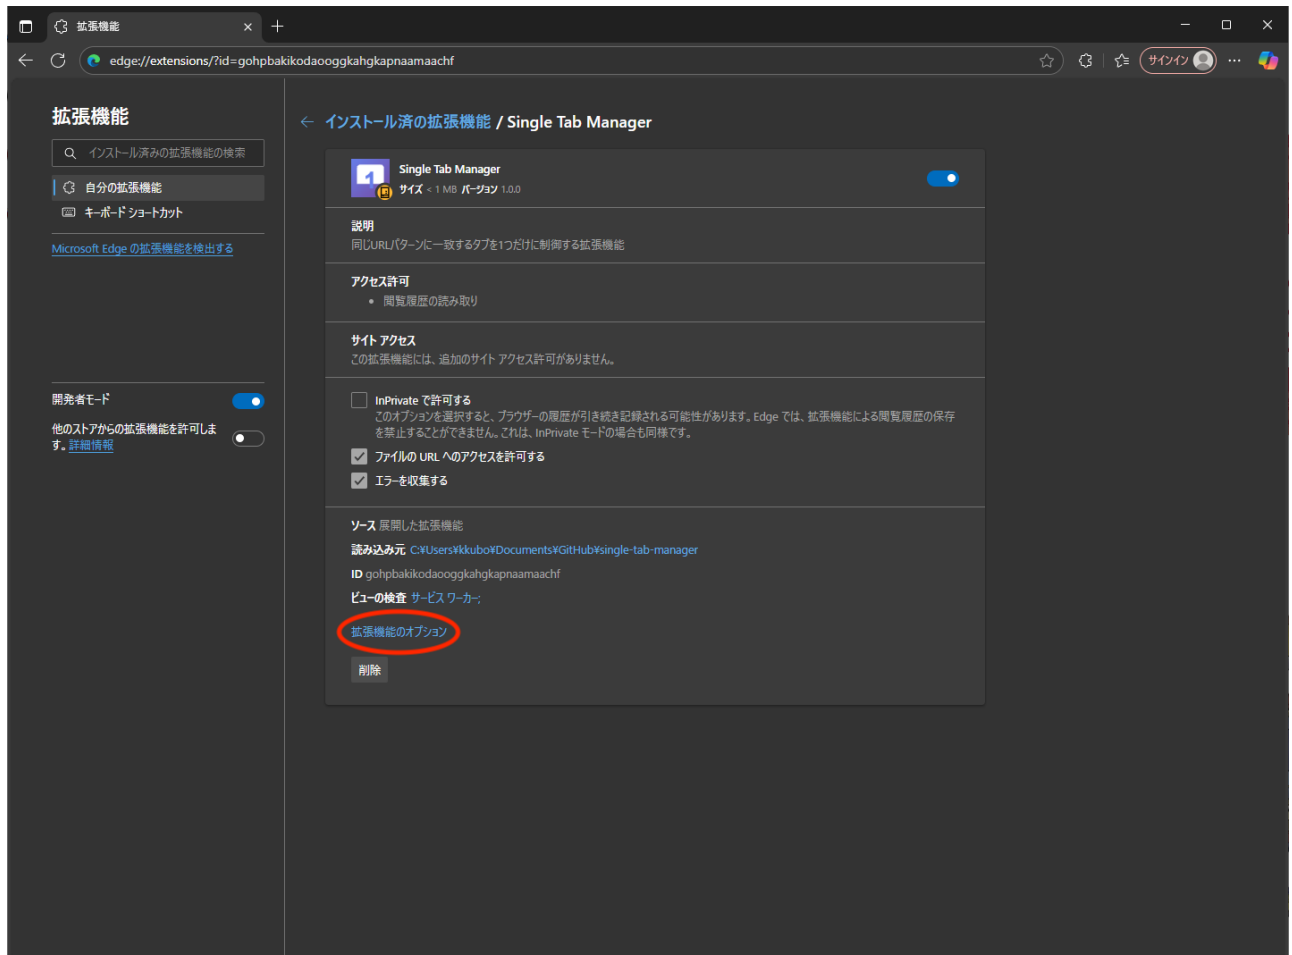 拡張機能
edge://extensions/?id=gohpbakikodaooggkahgkapnaamaachf
サインイン
拡張機能
インストール済みの拡張機能の検索
自分の拡張機能
キーボード ショートカット
Microsoft Edge の拡張機能を検出する
開発者モード
他のストアからの拡張機能を許可しま
す。詳細情報
インストール済の拡張機能 / Single Tab Manager
1
Single Tab Manager
サイズ < 1 MB バージョン 1.0.0
説明
同じURLパターンに一致するタブを1つだけに制御する拡張機能
アクセス許可
• 閲覧履歴の読み取り
サイト アクセス
この拡張機能には、追加のサイト アクセス許可がありません。
InPrivate で許可する
このオプションを選択すると、ブラウザーの履歴が引き続き記録される可能性があります。Edge では、拡張機能による閲覧履歴の保存
を禁止することができません。これは、InPrivate モードの場合も同様です。
ファイルの URL へのアクセスを許可する
エラーを収集する
ソース 展開した拡張機能
読み込み元 C:¥Users¥kkubo¥Documents¥GitHub¥single-tab-manager
ID gohpbakikodaooggkahgkapnaamaachf
ビューの検査 サービス ワーカー;
拡張機能のオプション
削除